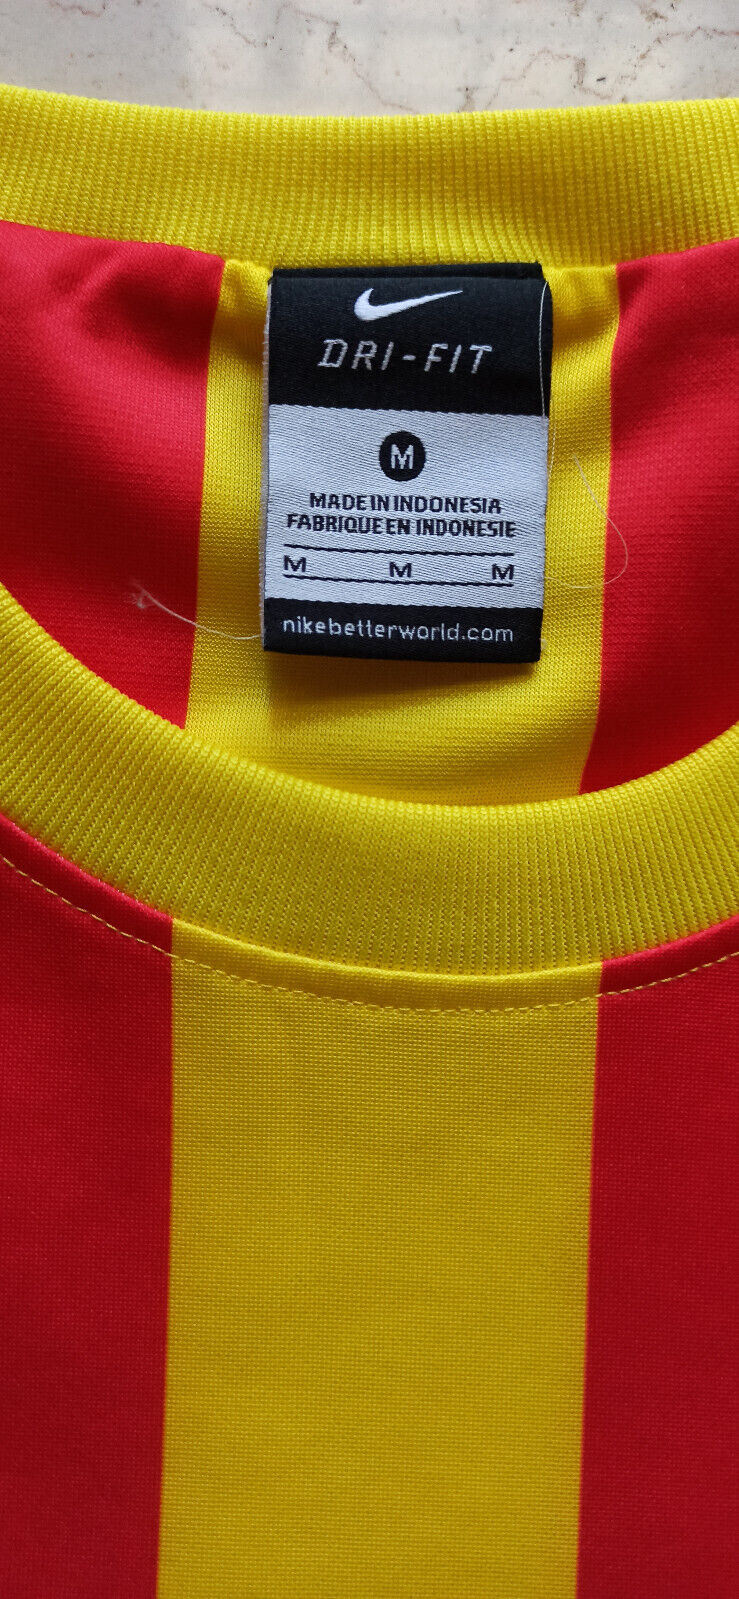 DRI-FIT
M
MADE IN INDONESIA
FABRIQUE EN INDONESIE
M M M
nikebetterworld.com